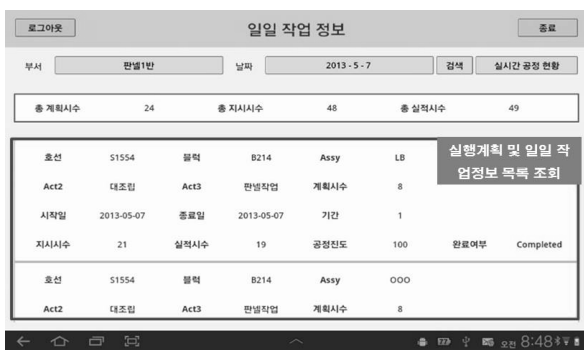 로그아웃 일일 작업 정보 종료
부서 판넬1반 날짜 2013 - 5 - 7 검색 실시간 공정 현황
총 계획시수 24 총 지시시수 48 총 실적시수 49
호선 S1554 블럭 B214 Assy LB
실행계획 및 일일 작
업정보 목록 조회
Act2 대조립 Act3 판넬작업 계획시수 8
시작일 2013-05-07 종료일 2013-05-07 기간 1
지시시수 21 실적시수 19 공정진도 100 완료여부 Completed
호선 S1554 블럭 B214 Assy OOO
Act2 대조립 Act3 판넬작업 계획시수 8
오전 8:48